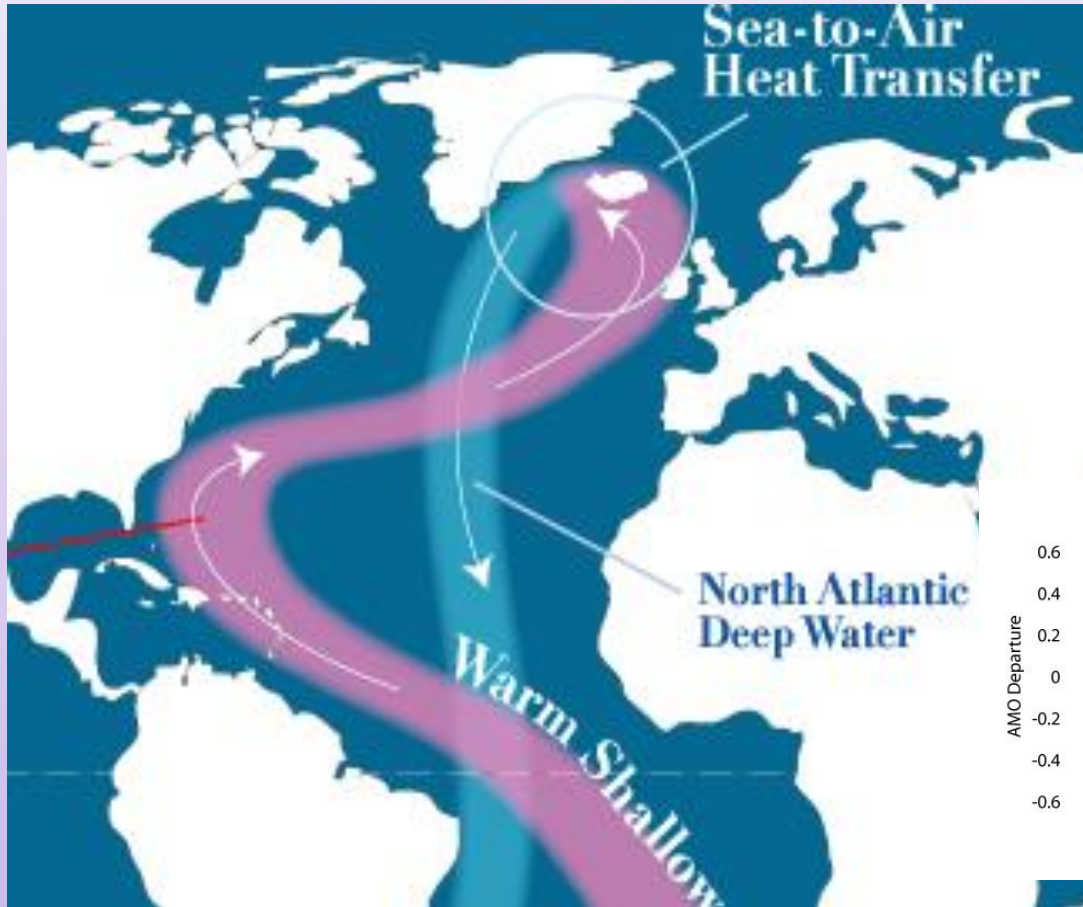 Sea-to-Air
Heat Transfer
North Atlantic
Deep Water
Warm Shallow
AMO Departure
0.6
0.4
0.2
0
-0.2
-0.4
-0.6